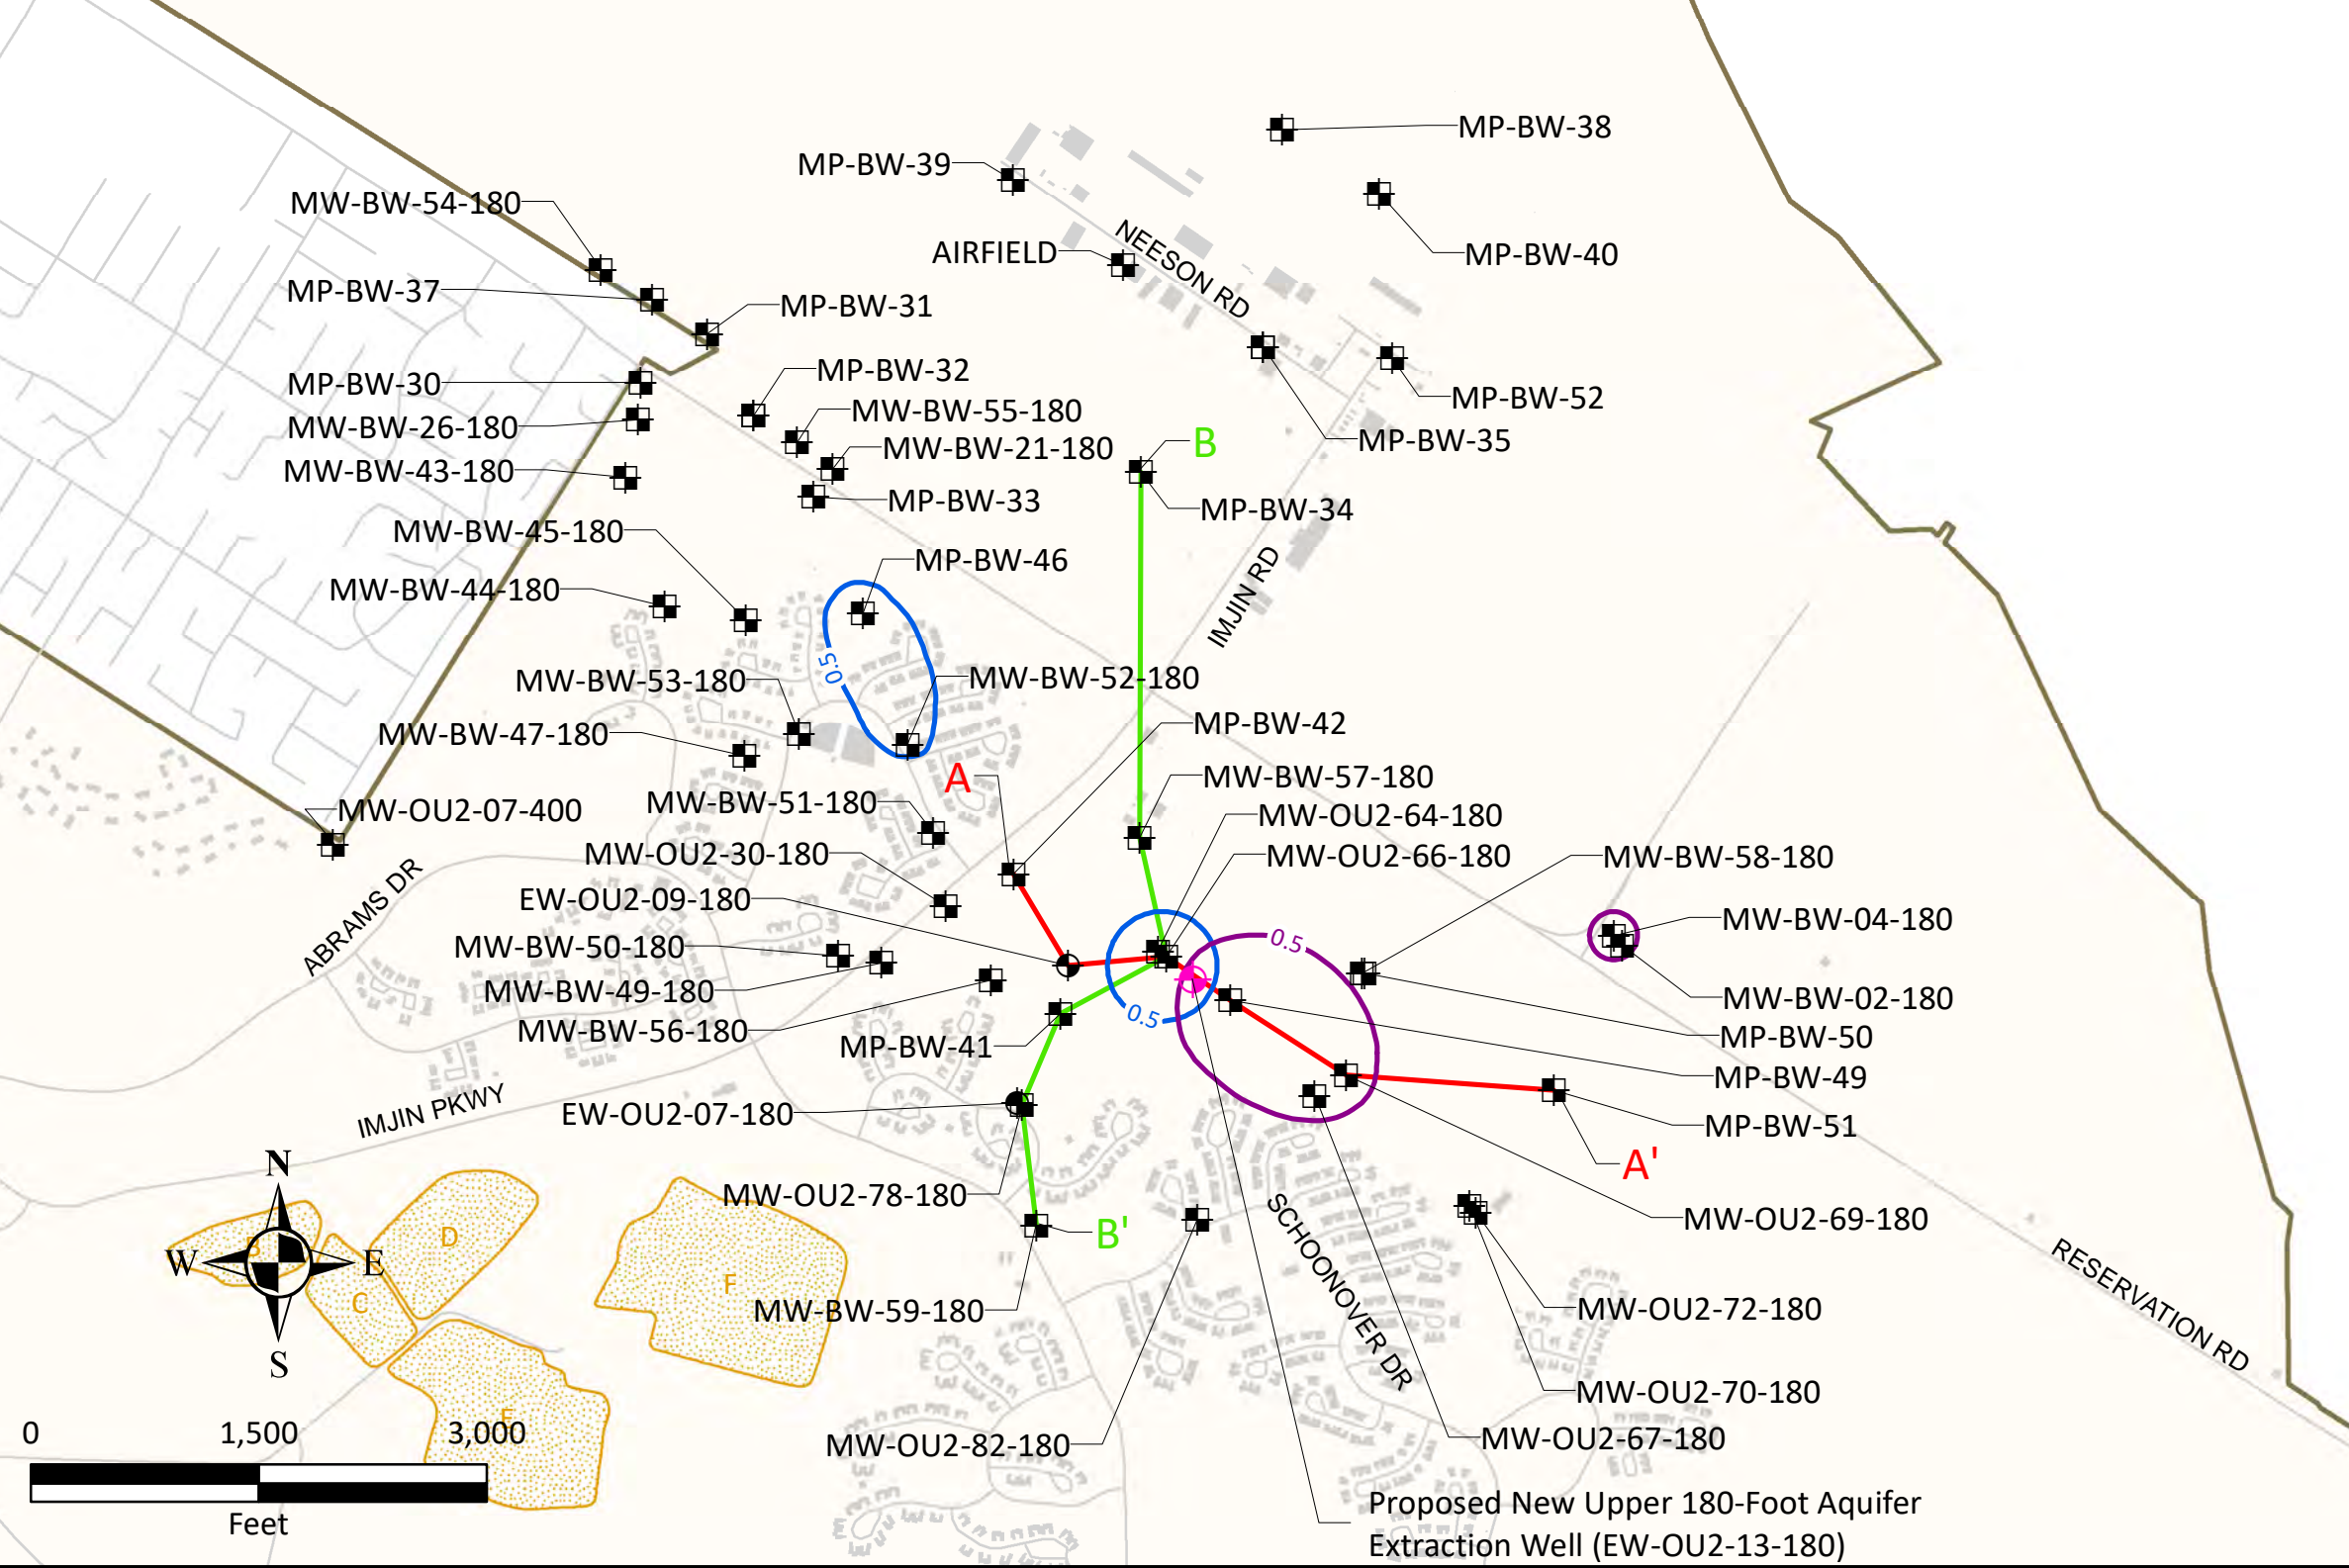 MP-BW-38
MP-BW-39
MW-BW-54-180
NEESON RD
MP-BW-40
AIRFIELD
MP-BW-37
MP-BW-31
MP-BW-30
MP-BW-32
MP-BW-52
MW-BW-55-180
MW-BW-26-180
MP-BW-35
B
MW-BW-21-180
MW-BW-43-180
MP-BW-33
MP-BW-34
MW-BW-45-180
MP-BW-46
IMJIN RD
MW-BW-44-180
0.5
MW-BW-53-180
MW-BW-52-180
MP-BW-42
MW-BW-47-180
A
MW-BW-57-180
MW-BW-51-180
MW-OU2-07-400
MW-OU2-64-180
MW-OU2-30-180
MW-OU2-66-180
MW-BW-58-180
EW-OU2-09-180
ABRAMS DR
MW-BW-04-180
0.5
MW-BW-50-180
MW-BW-49-180
MW-BW-02-180
0.5
MW-BW-56-180
MP-BW-50
MP-BW-41
MP-BW-49
IMJIN PKWY
EW-OU2-07-180
MP-BW-51
N
A'
MW-OU2-78-180
MW-OU2-69-180
B'
B
D
W
E
SCHOONOVER DR
F
C
RESERVATION RD
MW-BW-59-180
MW-OU2-72-180
S
MW-OU2-70-180
E
0 1,500 3,000
MW-OU2-82-180
MW-OU2-67-180
Feet
Proposed New Upper 180-Foot Aquifer
Extraction Well (EW-OU2-13-180)